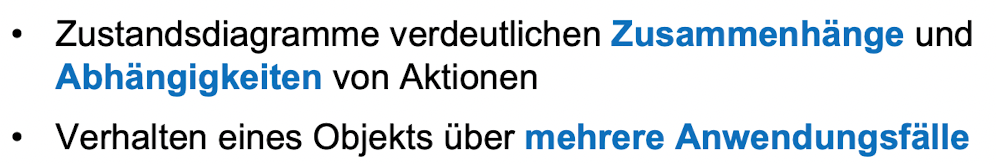 • Zustandsdiagramme verdeutlichen Zusammenhänge und
Abhängigkeiten von Aktionen
• Verhalten eines Objekts über mehrere Anwendungsfälle